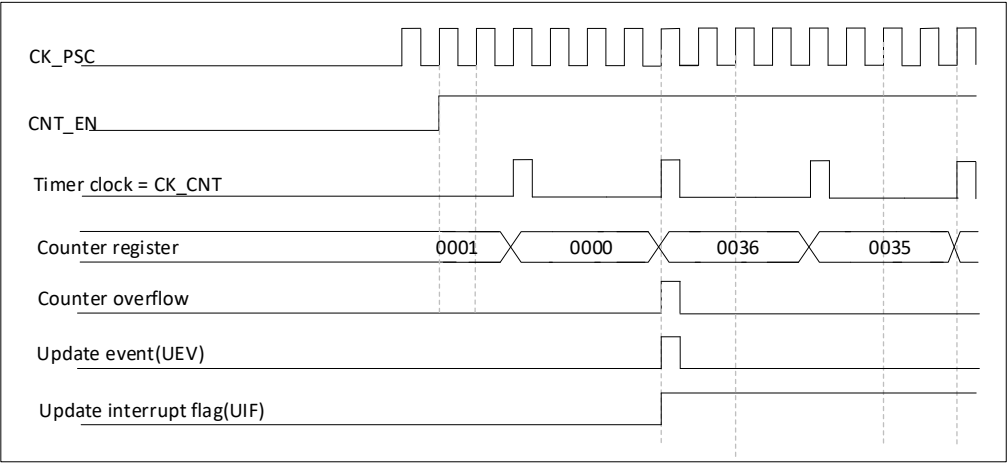 CK_PSC
CNT_EN
Timer clock = CK_CNT
Counter register 0001 0000 0036 0035
Counter overflow
Update event(UEV)
Update interrupt flag(UIF)